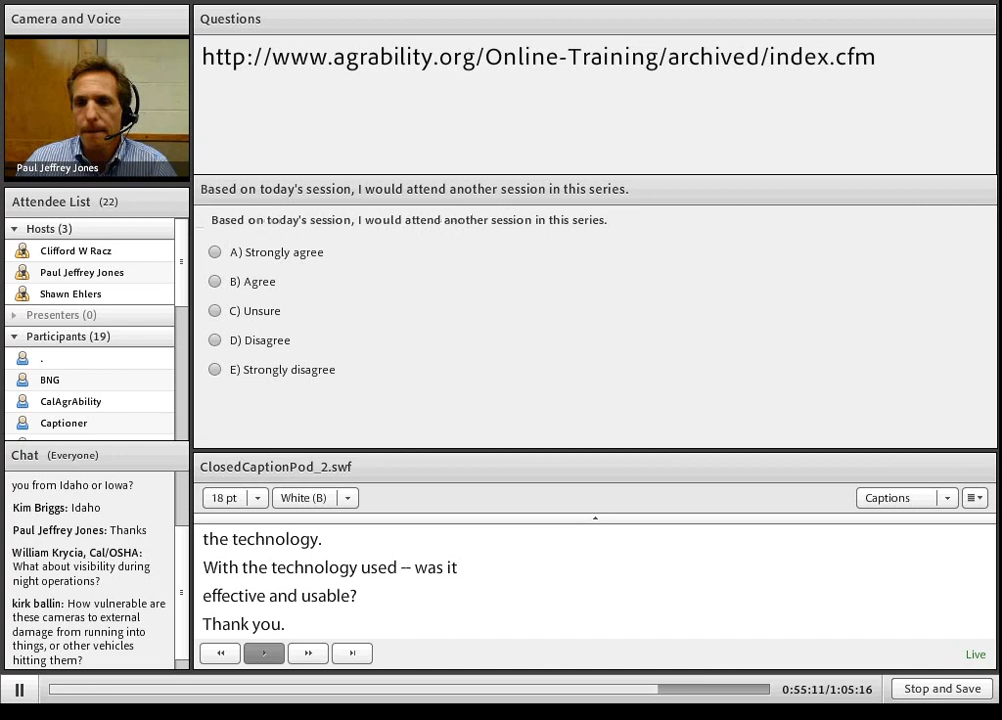 Camera and Voice
Paul Jeffrey Jones
Attendee List (22)
Hosts (3)
Clifford W Racz
Paul Jeffrey Jones
Shawn Ehlers
Presenters (0)
Participants (19)
.
BNG
CalAgrAbility
Captioner
Chat (Everyone)
you from Idaho or Iowa?
Kim Briggs: Idaho
Paul Jeffrey Jones: Thanks
William Krycia, Cal/OSHA:
What about visibility during
night operations?
kirk ballin: How vulnerable are
these cameras to external
damage from running into
things, or other vehicles
hitting them?
Questions
http://www.agrability.org/Online-Training/archived/index.cfm
Based on today's session, I would attend another session in this series.
Based on today's session, I would attend another session in this series.
A) Strongly agree
B) Agree
C) Unsure
D) Disagree
E) Strongly disagree
ClosedCaptionPod_2.swf
18 pt White (B) Captions
the technology.
With the technology used -- was it
effective and usable?
Thank you.
Live
0:55:11/1:05:16 Stop and Save